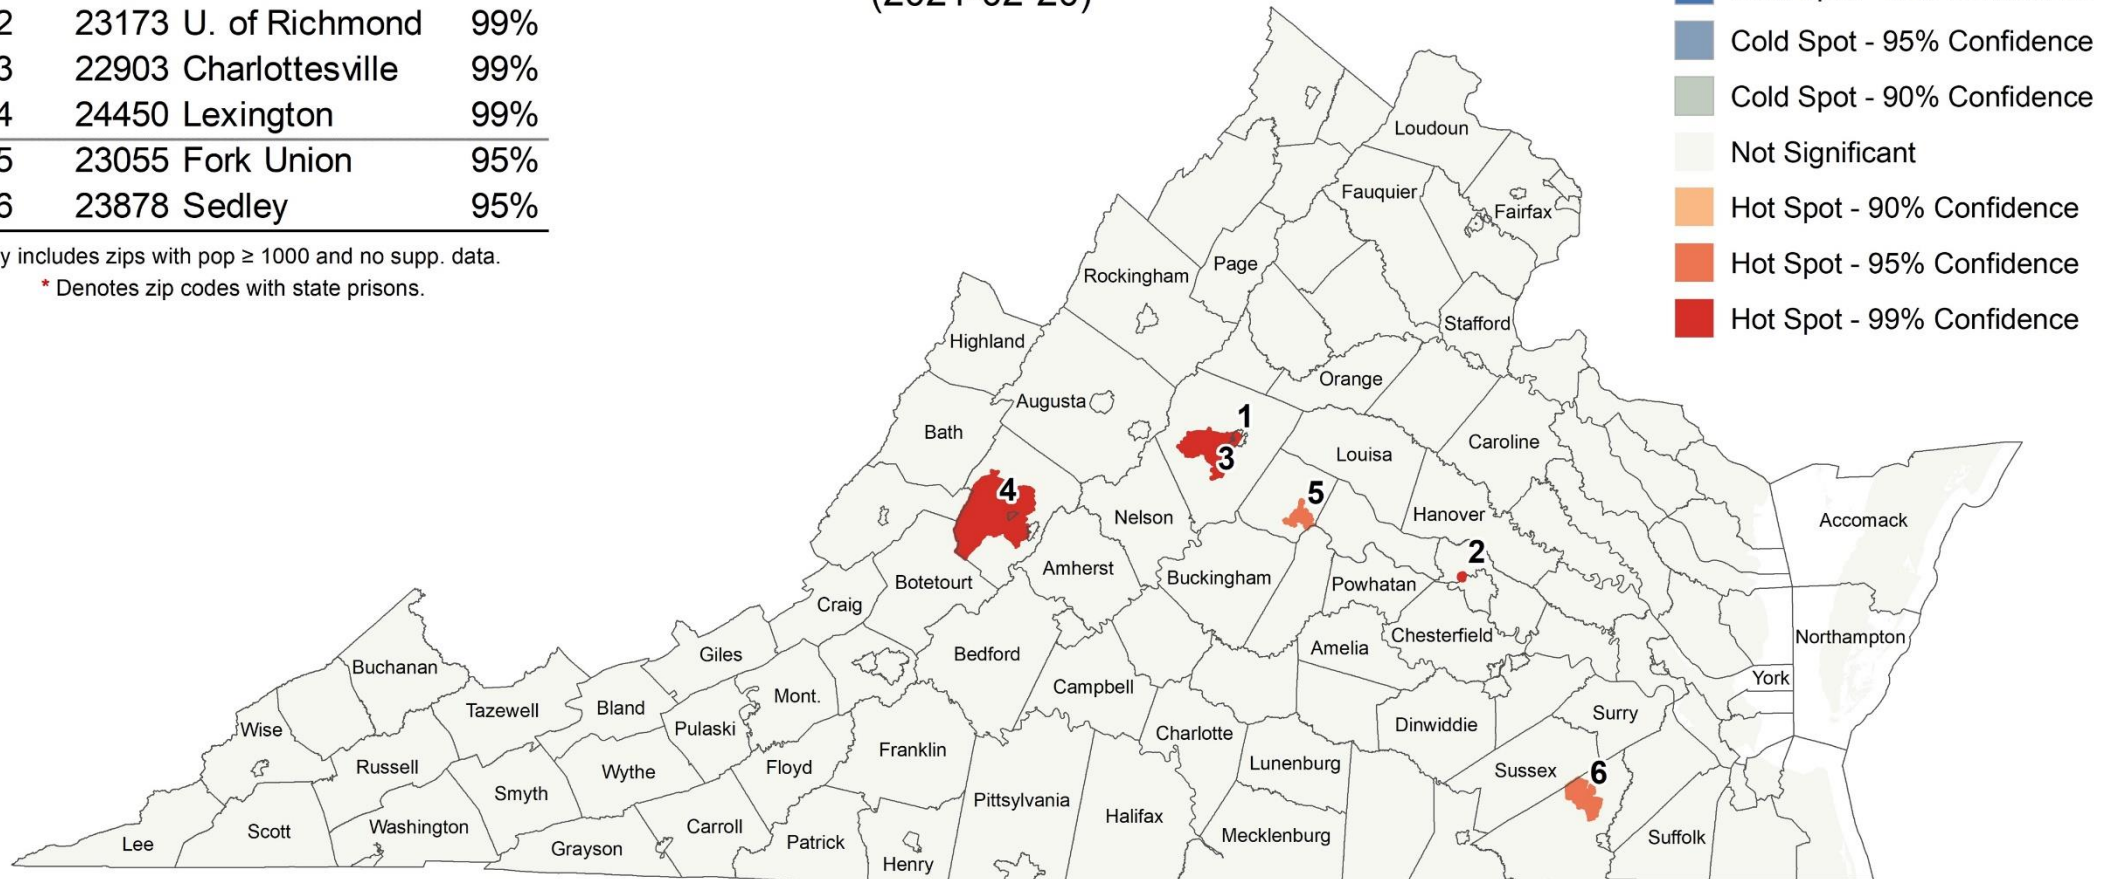 2 23173 U. of Richmond 99%
3 22903 Charlottesville 99%
4 24450 Lexington 99%
5 23055 Fork Union 95%
6 23878 Sedley 95%
y includes zips with pop ≥ 1000 and no supp. data.
* Denotes zip codes with state prisons.
Cold Spot - 95% Confidence
Cold Spot - 90% Confidence
Not Significant
Hot Spot - 90% Confidence
Hot Spot - 95% Confidence
Hot Spot - 99% Confidence
Loudoun
Fauquier
Fairfax
Page
Rockingham
Stafford
Highland
Orange
Augusta
1
Bath
Caroline
Louisa
3
4
5
Nelson
Hanover
Accomack
2
Amherst
Buckingham
Powhatan
Botetourt
Craig
Chesterfield
Northampton
Amelia
Giles
Bedford
Buchanan
York
Campbell
Mont.
Bland
Tazewell
Surry
Dinwiddie
Pulaski
Wise
Charlotte
Franklin
Lunenburg
Russell
Floyd
Wythe
Sussex
6
Smyth
Pittsylvania
Halifax
Washington
Carroll
Scott
Mecklenburg
Suffolk
Patrick
Lee
Grayson
Henry